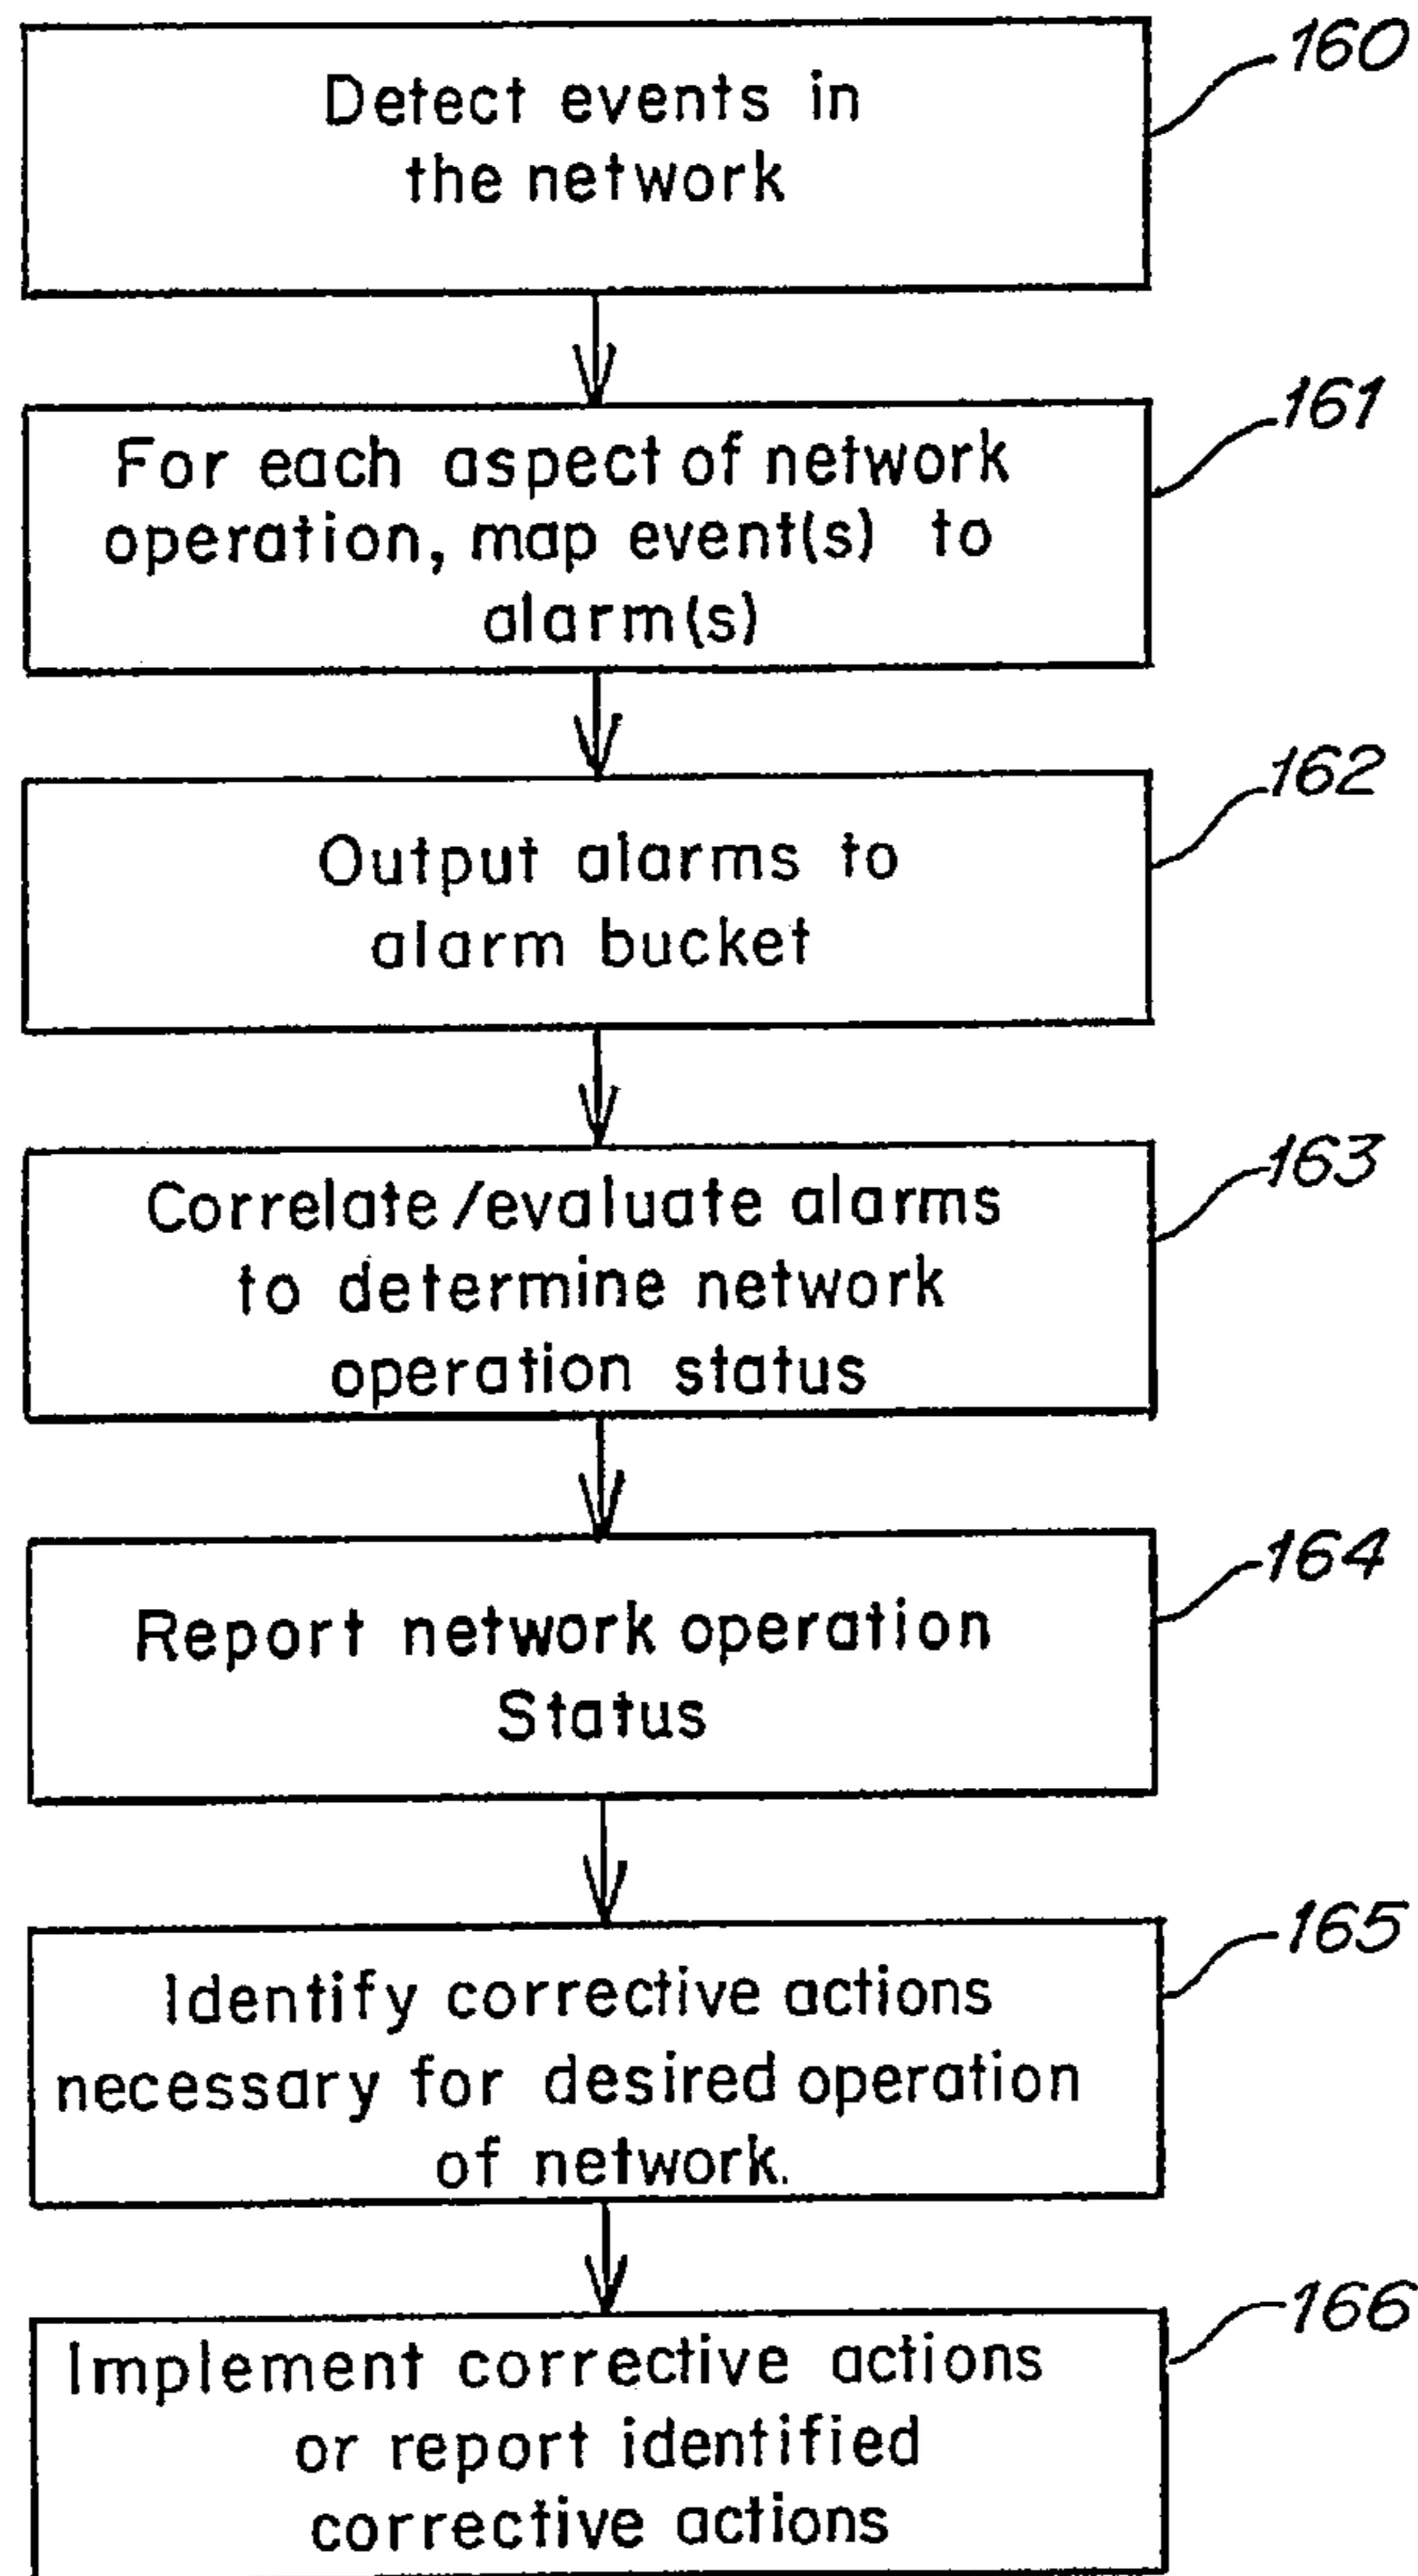 160
Detect events in
the network
161
For each aspect of network
operation, map event(s) to
alarm(s)
162
Output alarms to
alarm bucket
163
Correlate/evaluate alarms
to determine network
operation status
164
Report network operation
Status
165
Identify corrective actions
necessary for desired operation
of network.
166
Implement corrective actions
or report identified
corrective actions